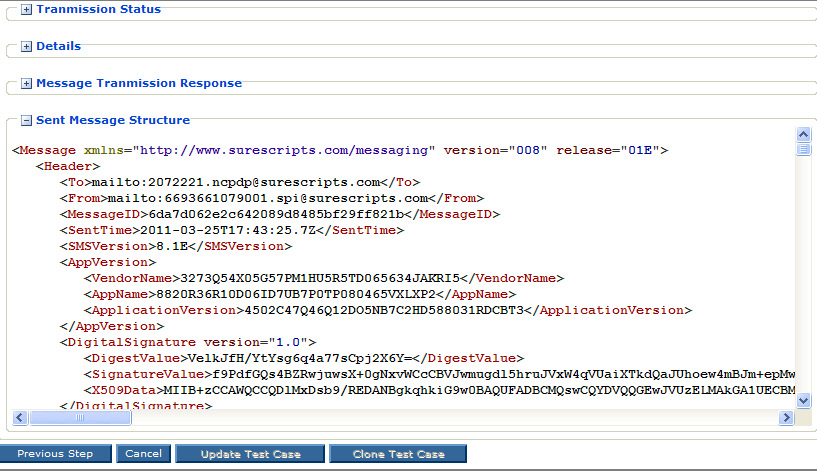 Tranmission Status
Details
Message Tranmission Response
Sent Message Structure
<Message xmlns="http://www.surescripts.com/messaging" version="008" release="01E">
<Header>
<To>mailto:2072221.ncpdp@surescripts.com</To>
<From>mailto:6693661079001.spi@surescripts.com</From>
<MessageID>6da7d062e2c642089d8485bf29ff821b</MessageID>
<SentTime>2011-03-25T17:43:25.7Z</SentTime>
<SMSVersion>8.1E</SMSVersion>
<AppVersion>
<VendorName>3273Q54X05G57PM1HU5R5TD065634JAKRI5</VendorName>
<AppName>8820R36R10D06ID7UB7P0TP080465VXLXP2</AppName>
<ApplicationVersion>4502C47Q46Q12DO5NB7C2HD588031RDCBT3</ApplicationVersion>
</AppVersion>
<DigitalSignature version="1.0">
<DigestValue>VelkJfH/YtYsg6q4a77sCpj2X6Y=</DigestValue>
<SignatureValue>f9PdfGQs4BZRwjuwsX+0gNxvWCcCBVJwmugdl5hruJVxW4qVUaiXTkdQaJUhoew4mBJm+epMw
<X509Data>MIIB+zCCAWQCCQDlMxDsb9/REDANBgkqhkiG9w0BAQUFADBCMQswCQYDVQQGEwJVUzELMAkGA1UECBM
</DigitalSignature>
Previous Step
Cancel
Update Test Case
Clone Test Case